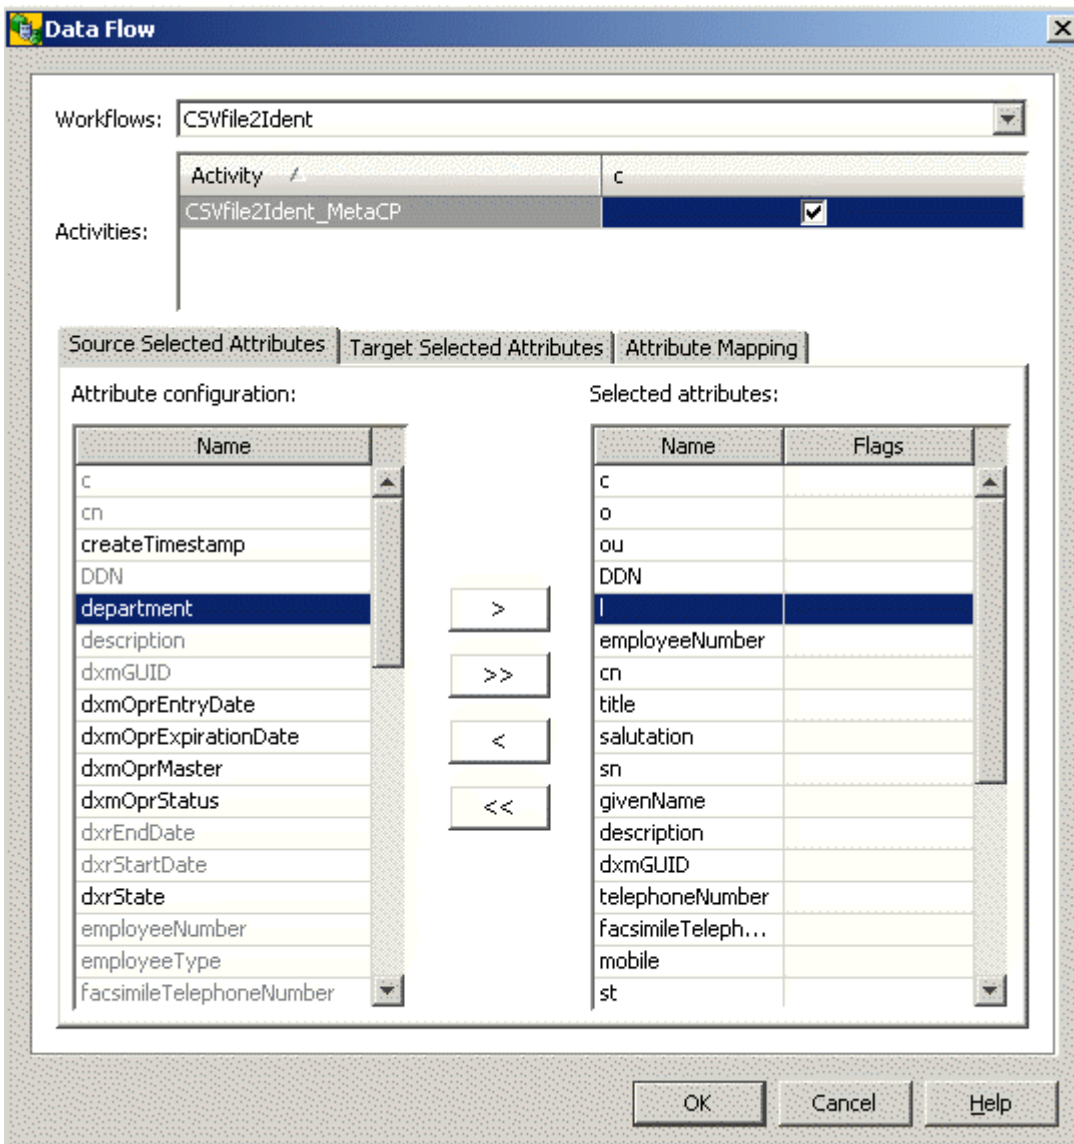 Data Flow
Workflows: CSVfile2Ident
Activity c
CSVfile2Ident_MetaCP
Activities:
Source Selected Attributes Target Selected Attributes Attribute Mapping
Attribute configuration: Selected attributes:
Name Name Flags
c c
cn o
createTimestamp ou
DDN DDN
department l
description employeeNumber
dxmGUID cn
dxmOprEntryDate title
dxmOprExpirationDate salutation
dxmOprMaster sn
dxmOprStatus givenName
dxrEndDate description
dxrStartDate dxmGUID
dxrState telephoneNumber
employeeNumber facsimileTeleph...
employeeType mobile
facsimileTelephoneNumber st
>
>>
<
<<
OK Cancel Help